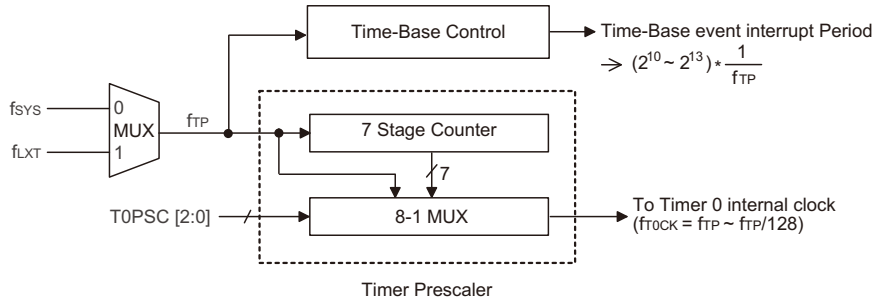 Time-Base Control
Time-Base event interrupt Period
→ (2^10 ~ 2^13) * 1/fTP
fSYS
0
MUX
fLXT
1
fTP
7 Stage Counter
7
T0PSC [2:0]
8-1 MUX
To Timer 0 internal clock
(fT0CK = fTP ~ fTP/128)
Timer Prescaler